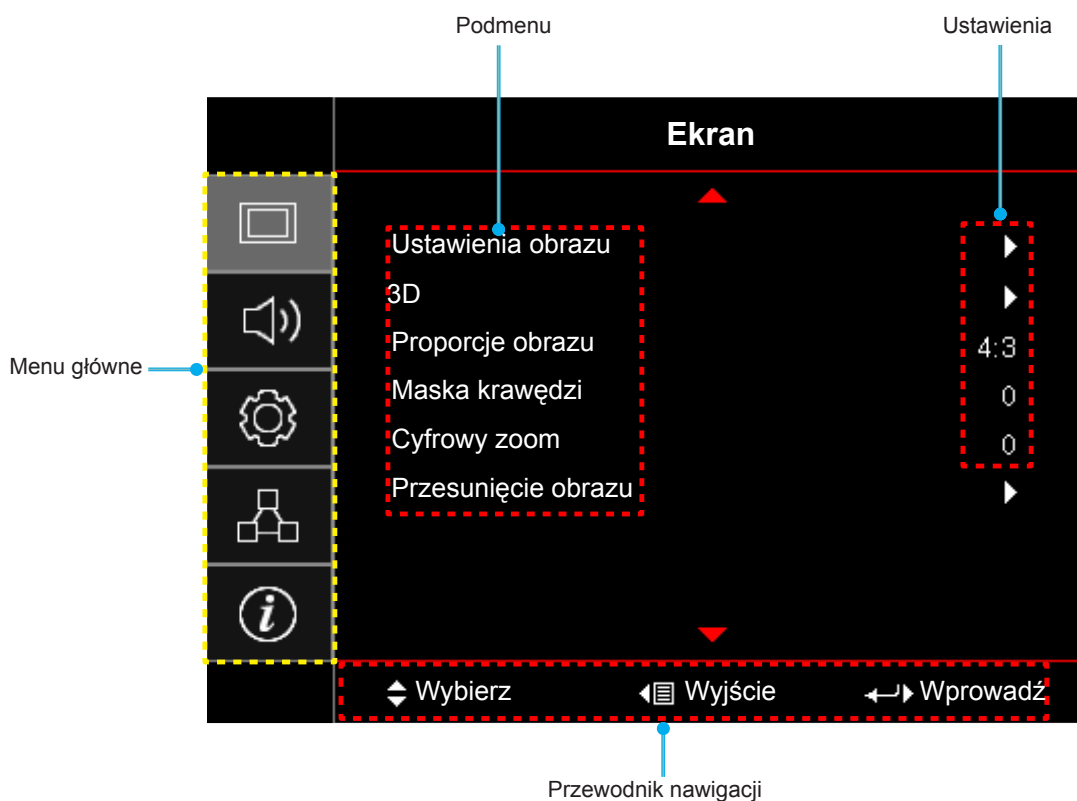 Podmenu
Ustawienia
Ekran
Ustawienia obrazu
3D
Proporcje obrazu 4:3
Maska krawędzi 0
Cyfrowy zoom 0
Przesunięcie obrazu
Menu główne
i
Wybierz Wyjście Wprowadź
Przewodnik nawigacji